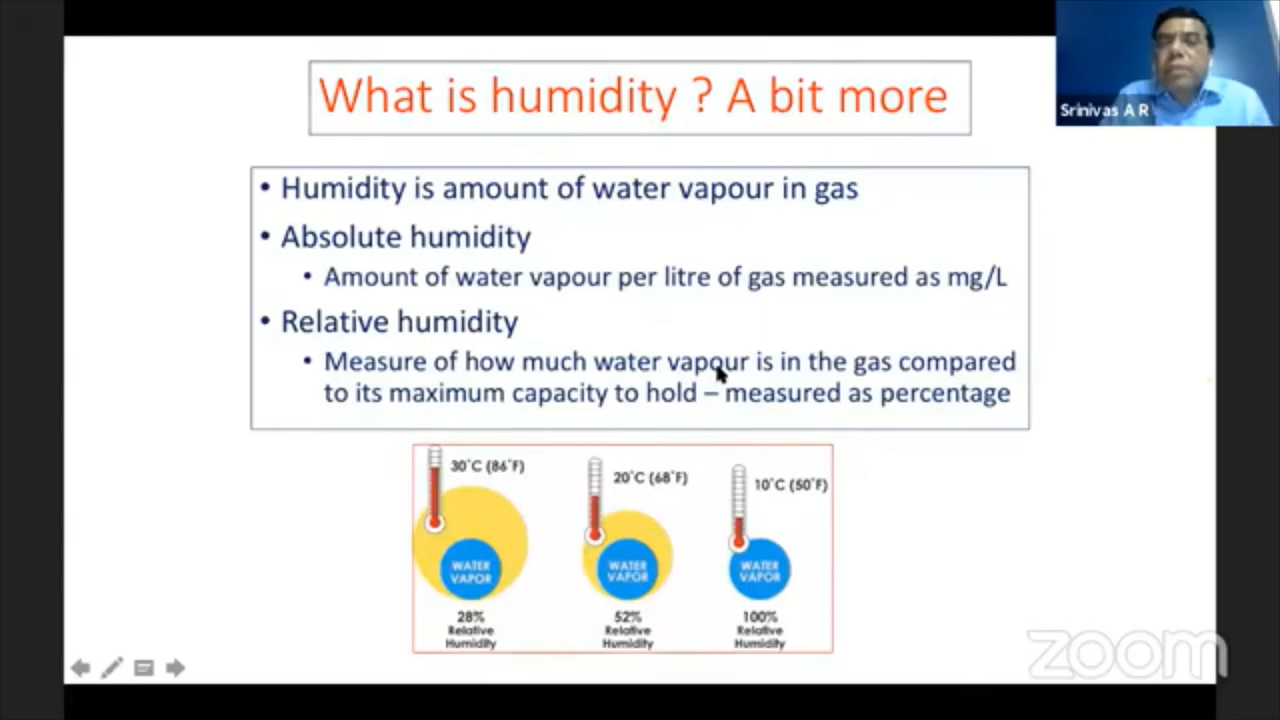 What is humidity ? A bit more
Srinivas A R
• Humidity is amount of water vapour in gas
• Absolute humidity
• Amount of water vapour per litre of gas measured as mg/L
• Relative humidity
• Measure of how much water vapour is in the gas compared
to its maximum capacity to hold – measured as percentage
30°C (86°F)
20°C (68°F)
10°C (50°F)
WATER
VAPOR
WATER
VAPOR
WATER
VAPOR
28%
Relative
Humidity
52%
Relative
Humidity
100%
Relative
Humidity
zoom